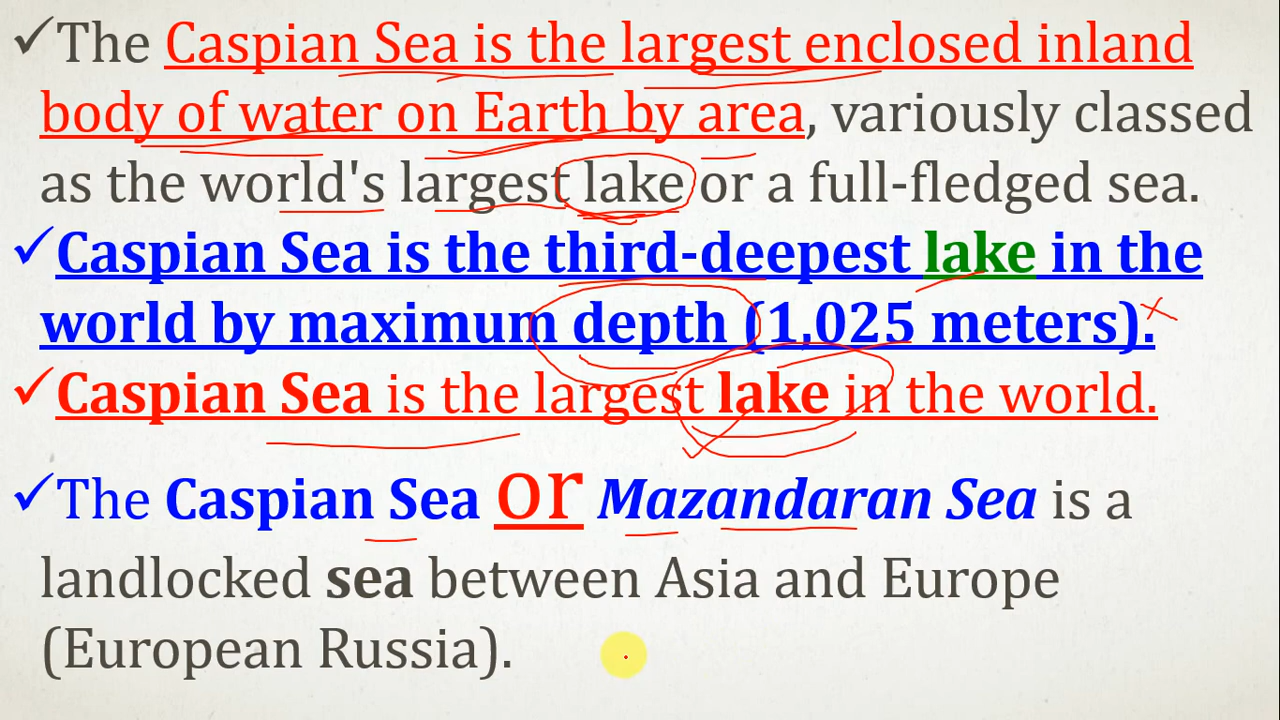 ✓The Caspian Sea is the largest enclosed inland
body of water on Earth by area, variously classed
as the world's largest lake or a full-fledged sea.
✓Caspian Sea is the third-deepest lake in the
world by maximum depth (1,025 meters).
✓Caspian Sea is the largest lake in the world.
✓The Caspian Sea or Mazandaran Sea is a
landlocked sea between Asia and Europe
(European Russia).